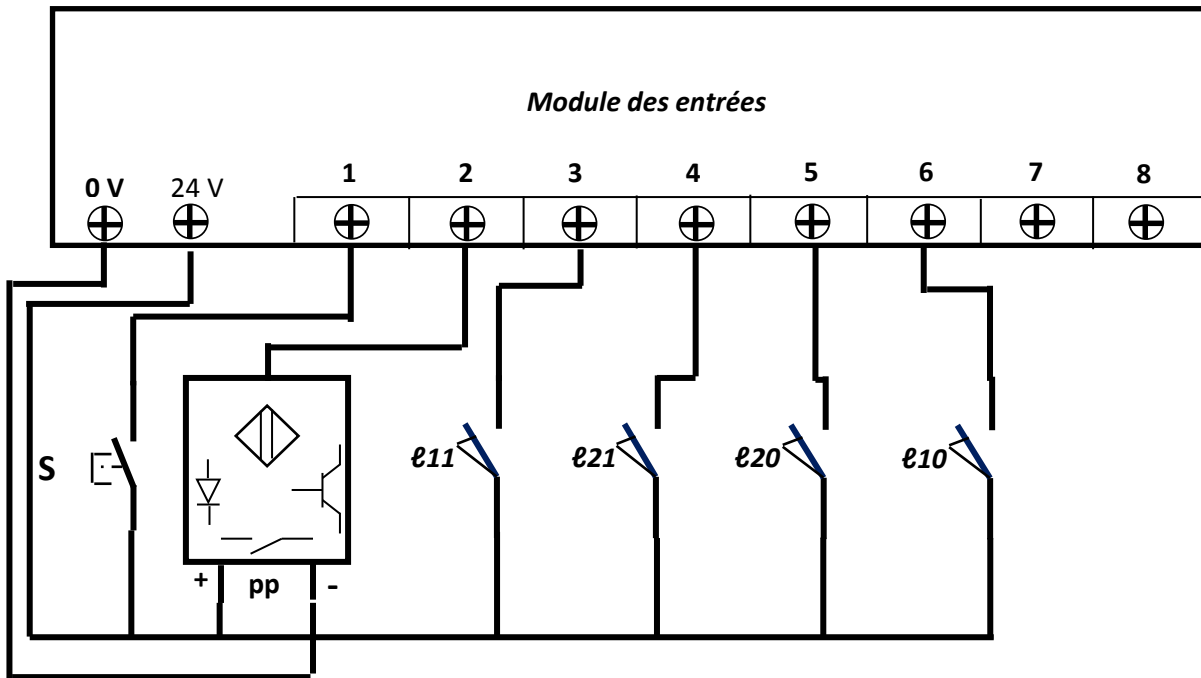 Module des entrées
0 V 24 V 1 2 3 4 5 6 7 8
S ℓ11 ℓ21 ℓ20 ℓ10
+ pp -